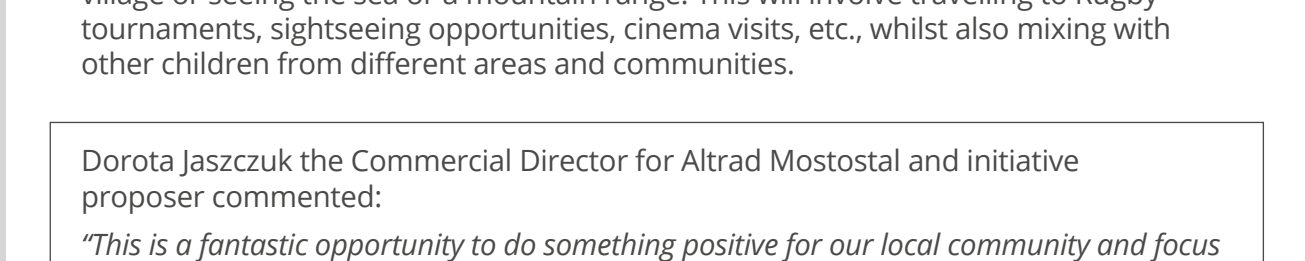 village or seeing the sea or a mountain range. This will involve travelling to Rugby
tournaments, sightseeing opportunities, cinema visits, etc., whilst also mixing with
other children from different areas and communities.
Dorota Jaszczuk the Commercial Director for Altrad Mostostal and initiative
proposer commented:
“This is a fantastic opportunity to do something positive for our local community and focus